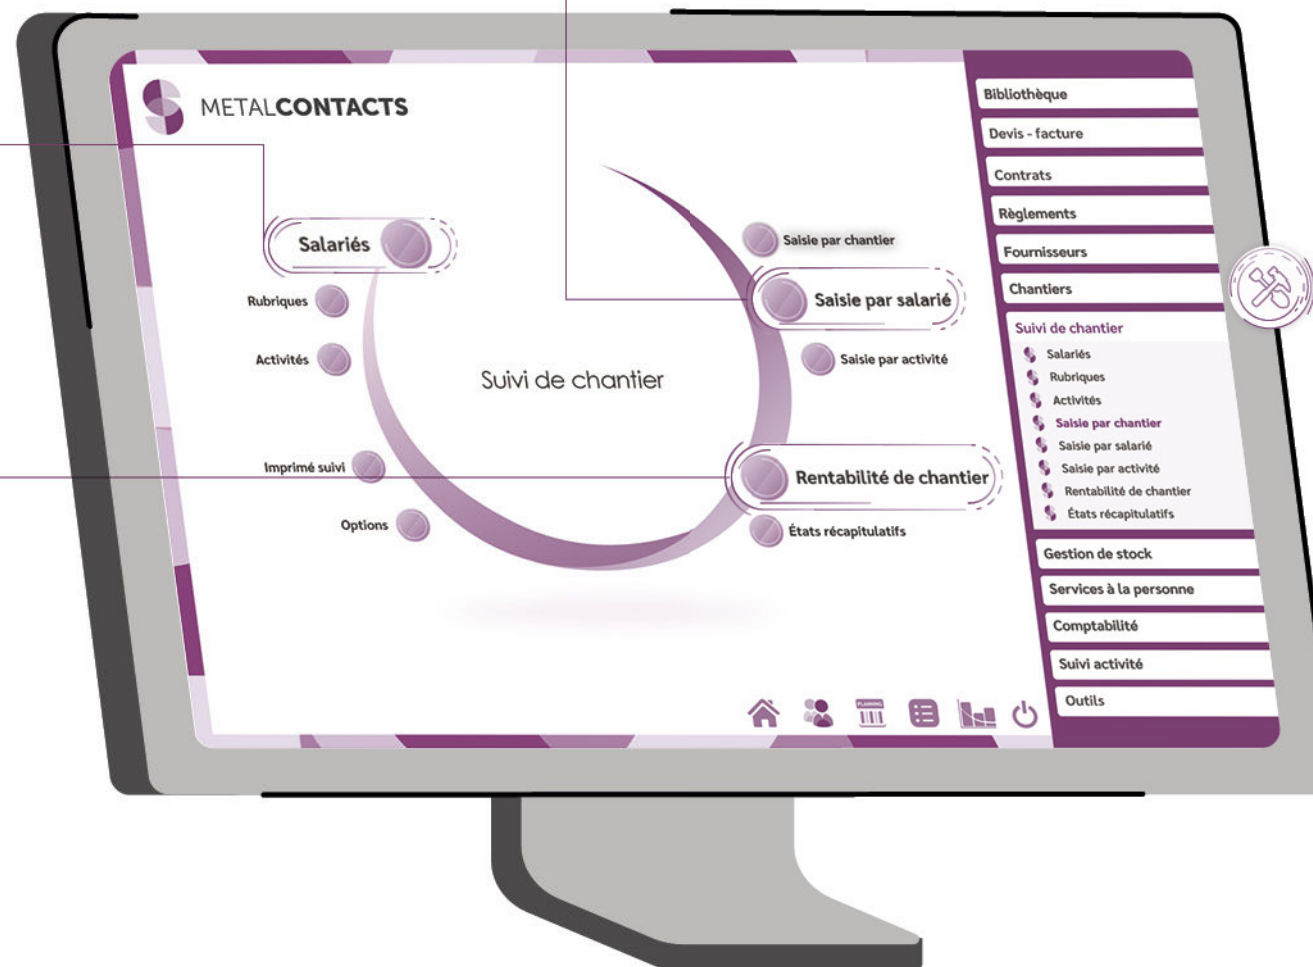 METALCONTACTS
Salariés
Rubriques
Activités
Imprimé suivi
Options
Suivi de chantier
Saisie par chantier
Saisie par salarié
Saisie par activité
Rentabilité de chantier
États récapitulatifs
PLANNING
Bibliothèque
Devis - facture
Contrats
Règlements
Fournisseurs
Chantiers
Suivi de chantier
Salariés
Rubriques
Activités
Saisie par chantier
Saisie par salarié
Saisie par activité
Rentabilité de chantier
États récapitulatifs
Gestion de stock
Services à la personne
Comptabilité
Suivi activité
Outils